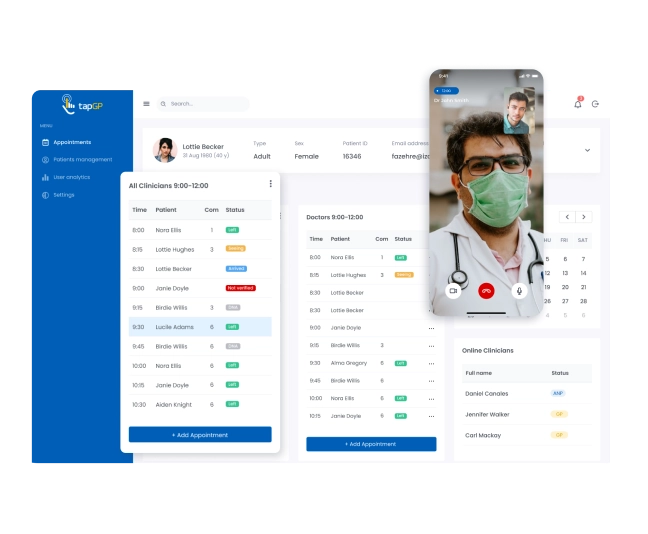 tapGP
MENU
Appointments
Patients management
User analytics
Settings
Search...
3
Lottie Becker
31 Aug 1980 (40 y)
Type
Adult
Sex
Female
Patient ID
16346
Email address
fazehre@iz
All Clinicians 9:00-12:00
Time Patient Com Status
8:00 Nora Ellis 1 Left
8:15 Lottie Hughes 3 Seeing
8:30 Lottie Becker Arrived
9:00 Janie Doyle Not verified
9:15 Birdie Willis 3 DNA
9:30 Lucile Adams 6 Left
9:45 Birdie Willis 6 DNA
10:00 Nora Ellis 6 Left
10:15 Janie Doyle 6 Left
10:30 Aiden Knight 6 Left
+ Add Appointment
Doctors 9:00-12:00
Time Patient Com Status
8:00 Nora Ellis 1 Left
8:15 Lottie Hughes 3 Seeing
8:30 Lottie Becker
8:30 Lottie Becker
9:00 Janie Doyle
9:15 Birdie Willis 3
9:30 Alma Gregory 6 Left
9:45 Birdie Willis 6
10:00 Nora Ellis 6 Left
10:15 Janie Doyle 6 Left
+ Add Appointment
9:41
HU FRI SAT
5 6 7
12 13 14
19 20 21
26 27 28
4 5 6
Online Clinicians
Full name Status
Daniel Canales ANP
Jennifer Walker GP
Carl Mackay GP